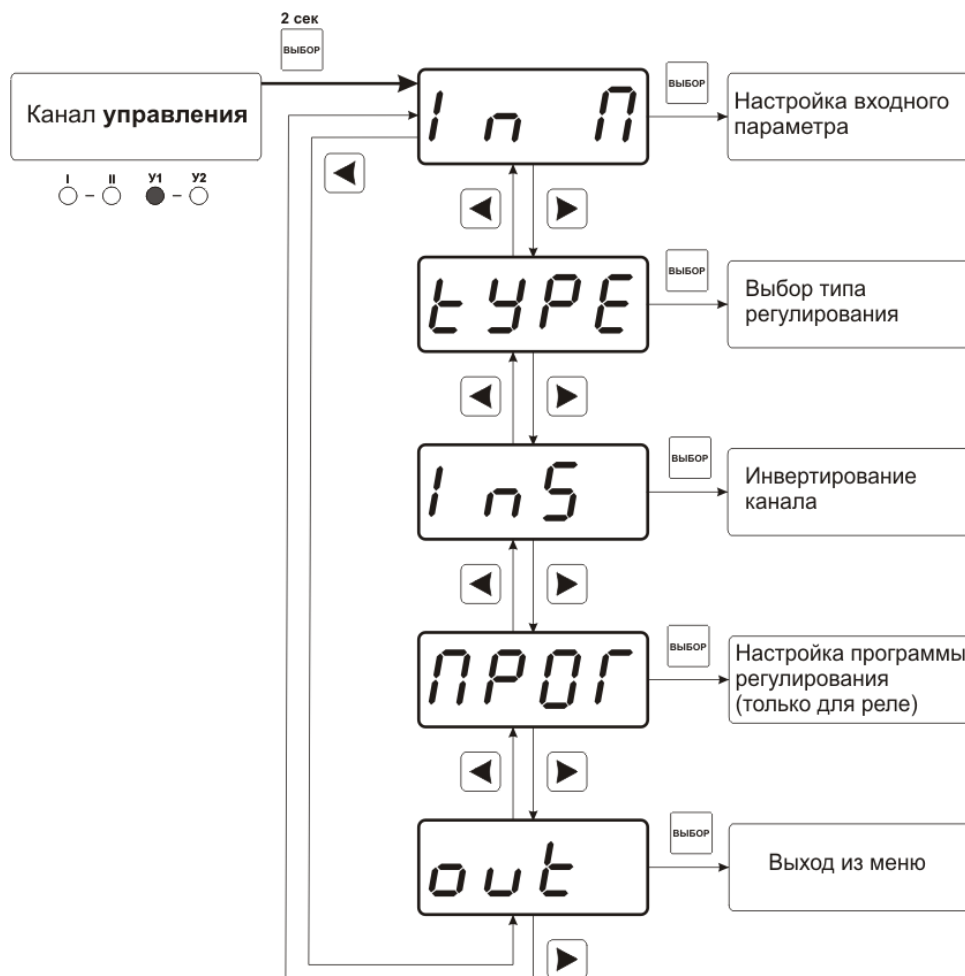 2 сек
ВЫБОР
Канал управления
I II У1 У2
In П
ВЫБОР
Настройка входного
параметра
tYPE
ВЫБОР
Выбор типа
регулирования
InS
ВЫБОР
Инвертирование
канала
ПРОГ
ВЫБОР
Настройка программы
регулирования
(только для реле)
out
ВЫБОР
Выход из меню